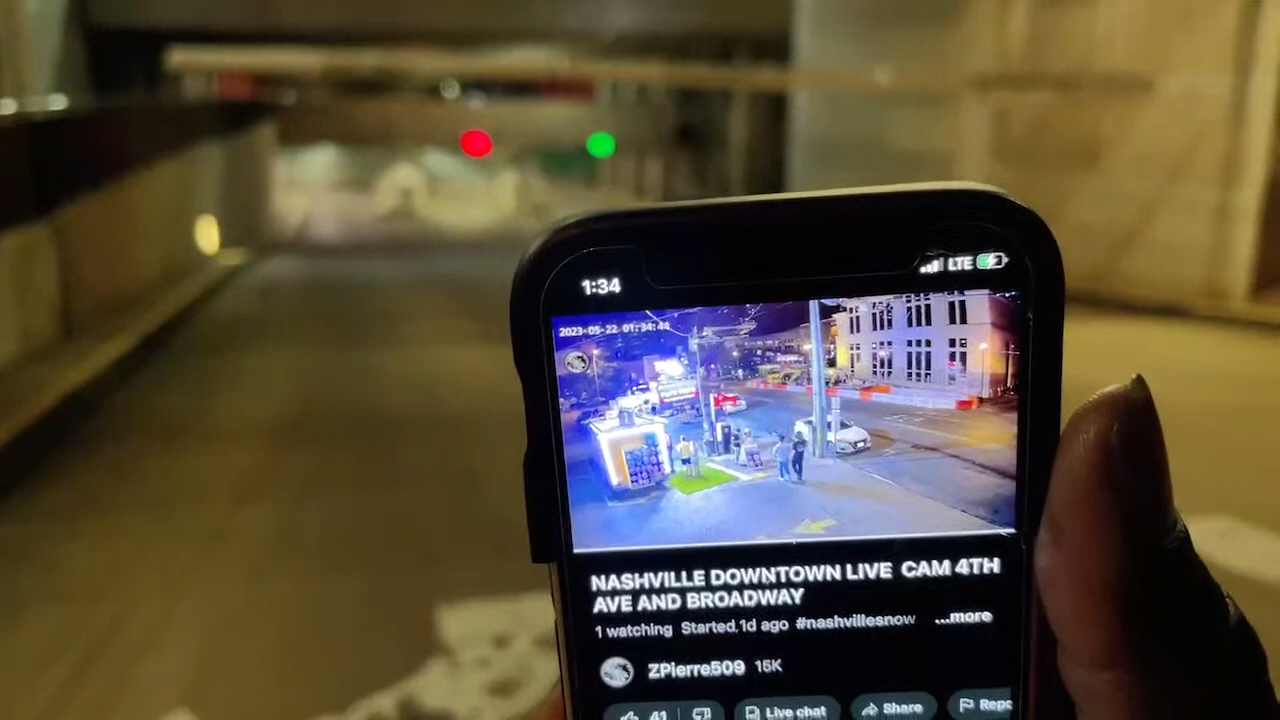 1:34
LTE
2023-05-22 01:34:44
NASHVILLE DOWNTOWN LIVE CAM 4TH
AVE AND BROADWAY
1 watching Started 1d ago #nashvillesnow ...more
ZPierre509 15K
41 Live chat Share Repo